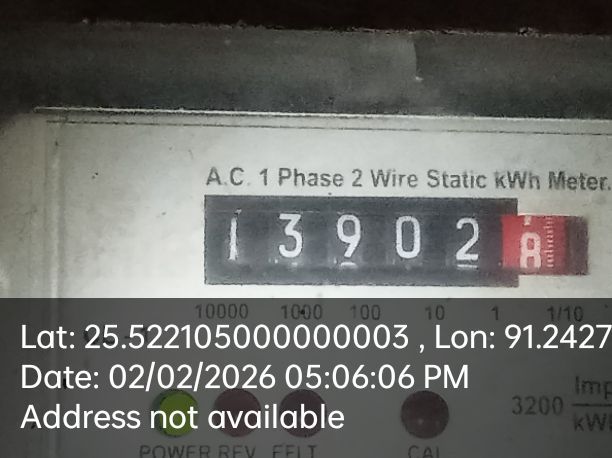 A.C. 1 Phase 2 Wire Static kWh Meter.
1 3 9 0 2 8
10000 1000 100 10 1 1/10
Lat: 25.522105000000003 , Lon: 91.2427
Date: 02/02/2026 05:06:06 PM
3200 Imp
Address not available
POWER REV E.F.L.T CAL